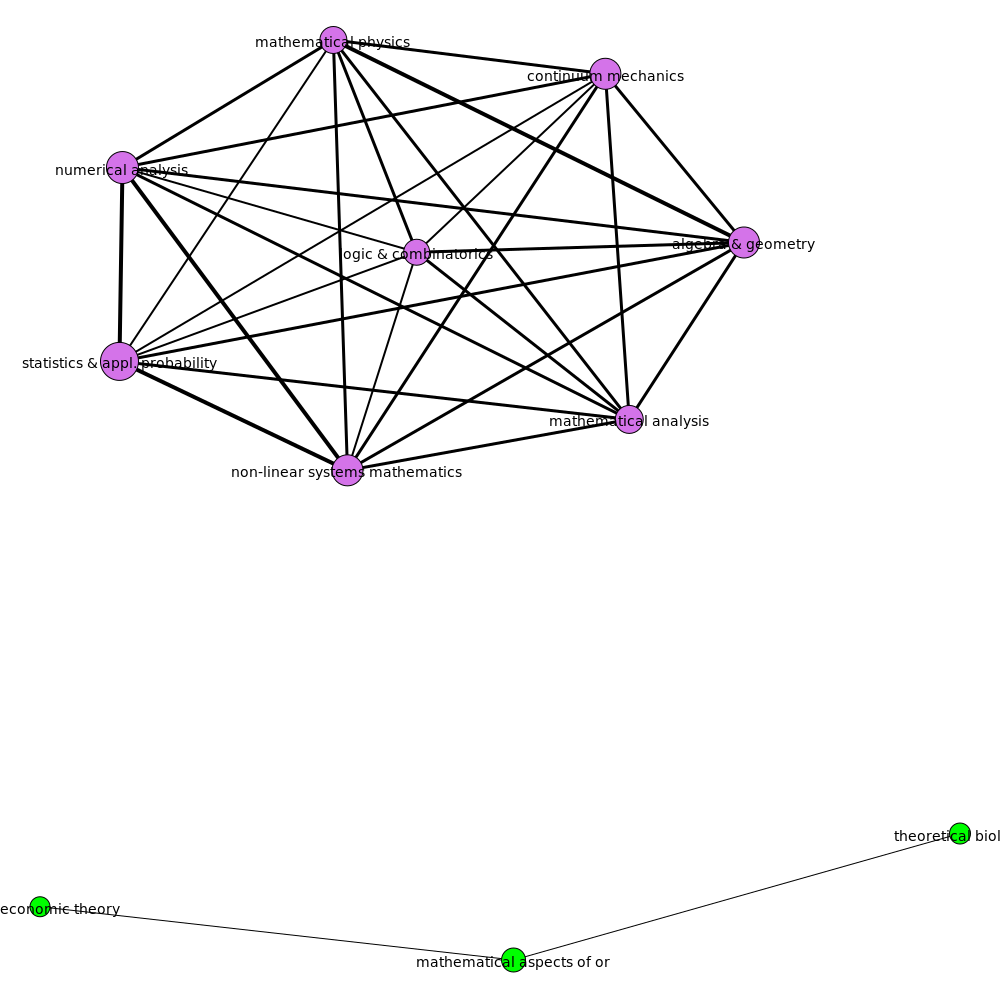 mathematical physics
continuum mechanics
numerical analysis
algebra & geometry
logic & combinatorics
statistics & appl. probability
mathematical analysis
non-linear systems mathematics
theoretical biol
economic theory
mathematical aspects of or